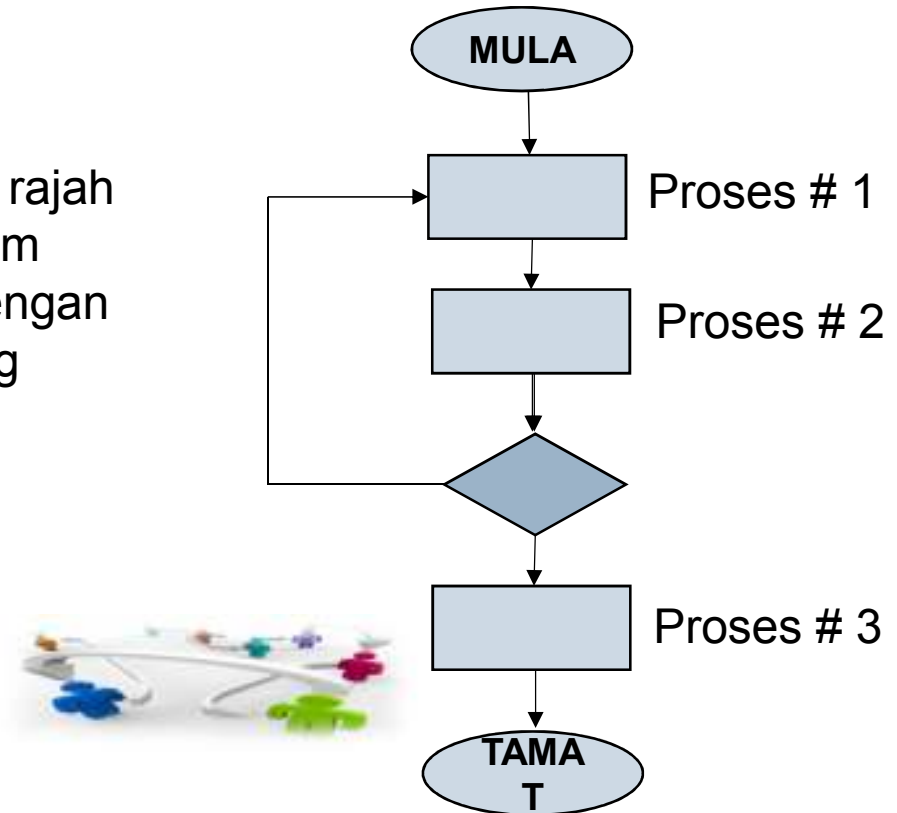 MULA
rajah
m
engan
g
Proses # 1
Proses # 2
Proses # 3
TAMA
T